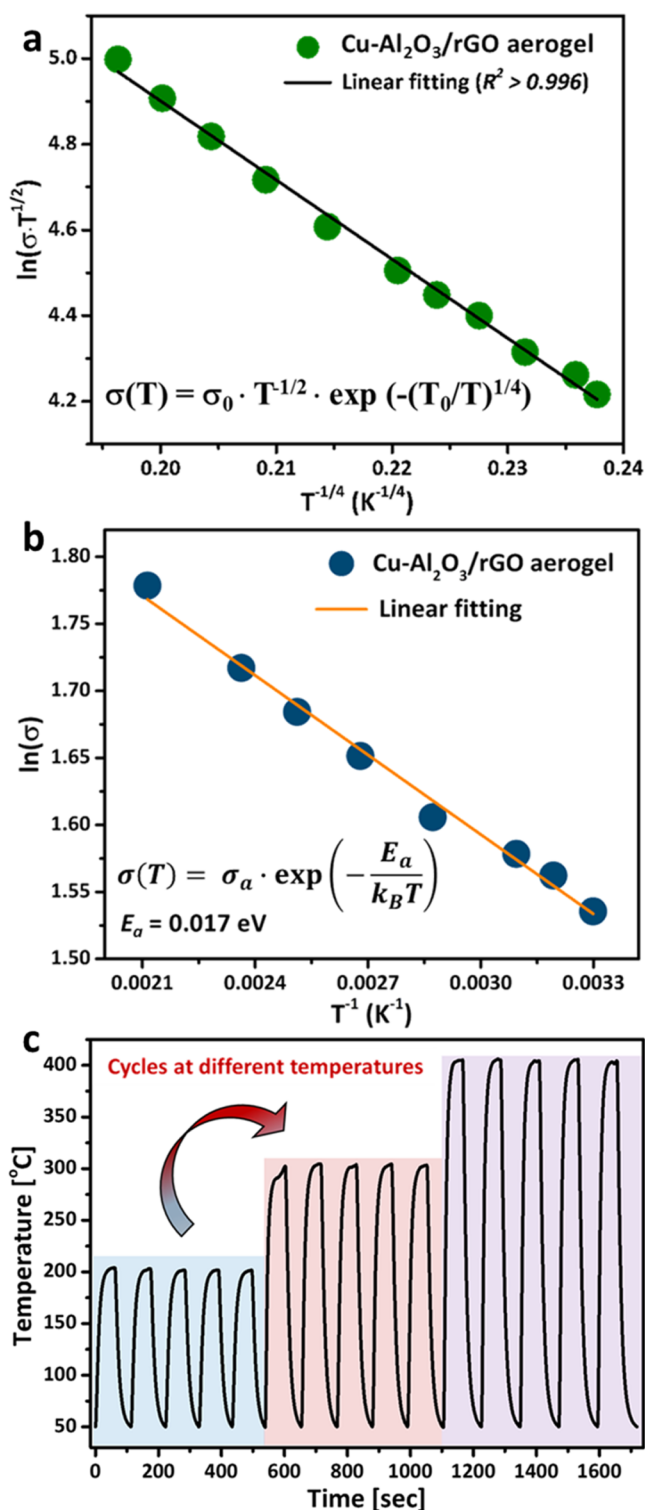 a
Cu-Al₂O₃/rGO aerogel
Linear fitting (R² > 0.996)
5.0
4.8
4.6
4.4
4.2
ln(σ·T^1/2)
σ(T) = σ₀ · T^-1/2 · exp (-(T₀/T)^1/4)
0.20 0.21 0.22 0.23 0.24
T^-1/4 (K^-1/4)
b
Cu-Al₂O₃/rGO aerogel
Linear fitting
1.80
1.75
1.70
1.65
1.60
1.55
1.50
ln(σ)
σ(T) = σₐ · exp(-Eₐ/k_B T)
Eₐ = 0.017 eV
0.0021 0.0024 0.0027 0.0030 0.0033
T⁻¹ (K⁻¹)
c
Cycles at different temperatures
400
350
300
250
200
150
100
50
Temperature [°C]
0 200 400 600 800 1000 1200 1400 1600
Time [sec]